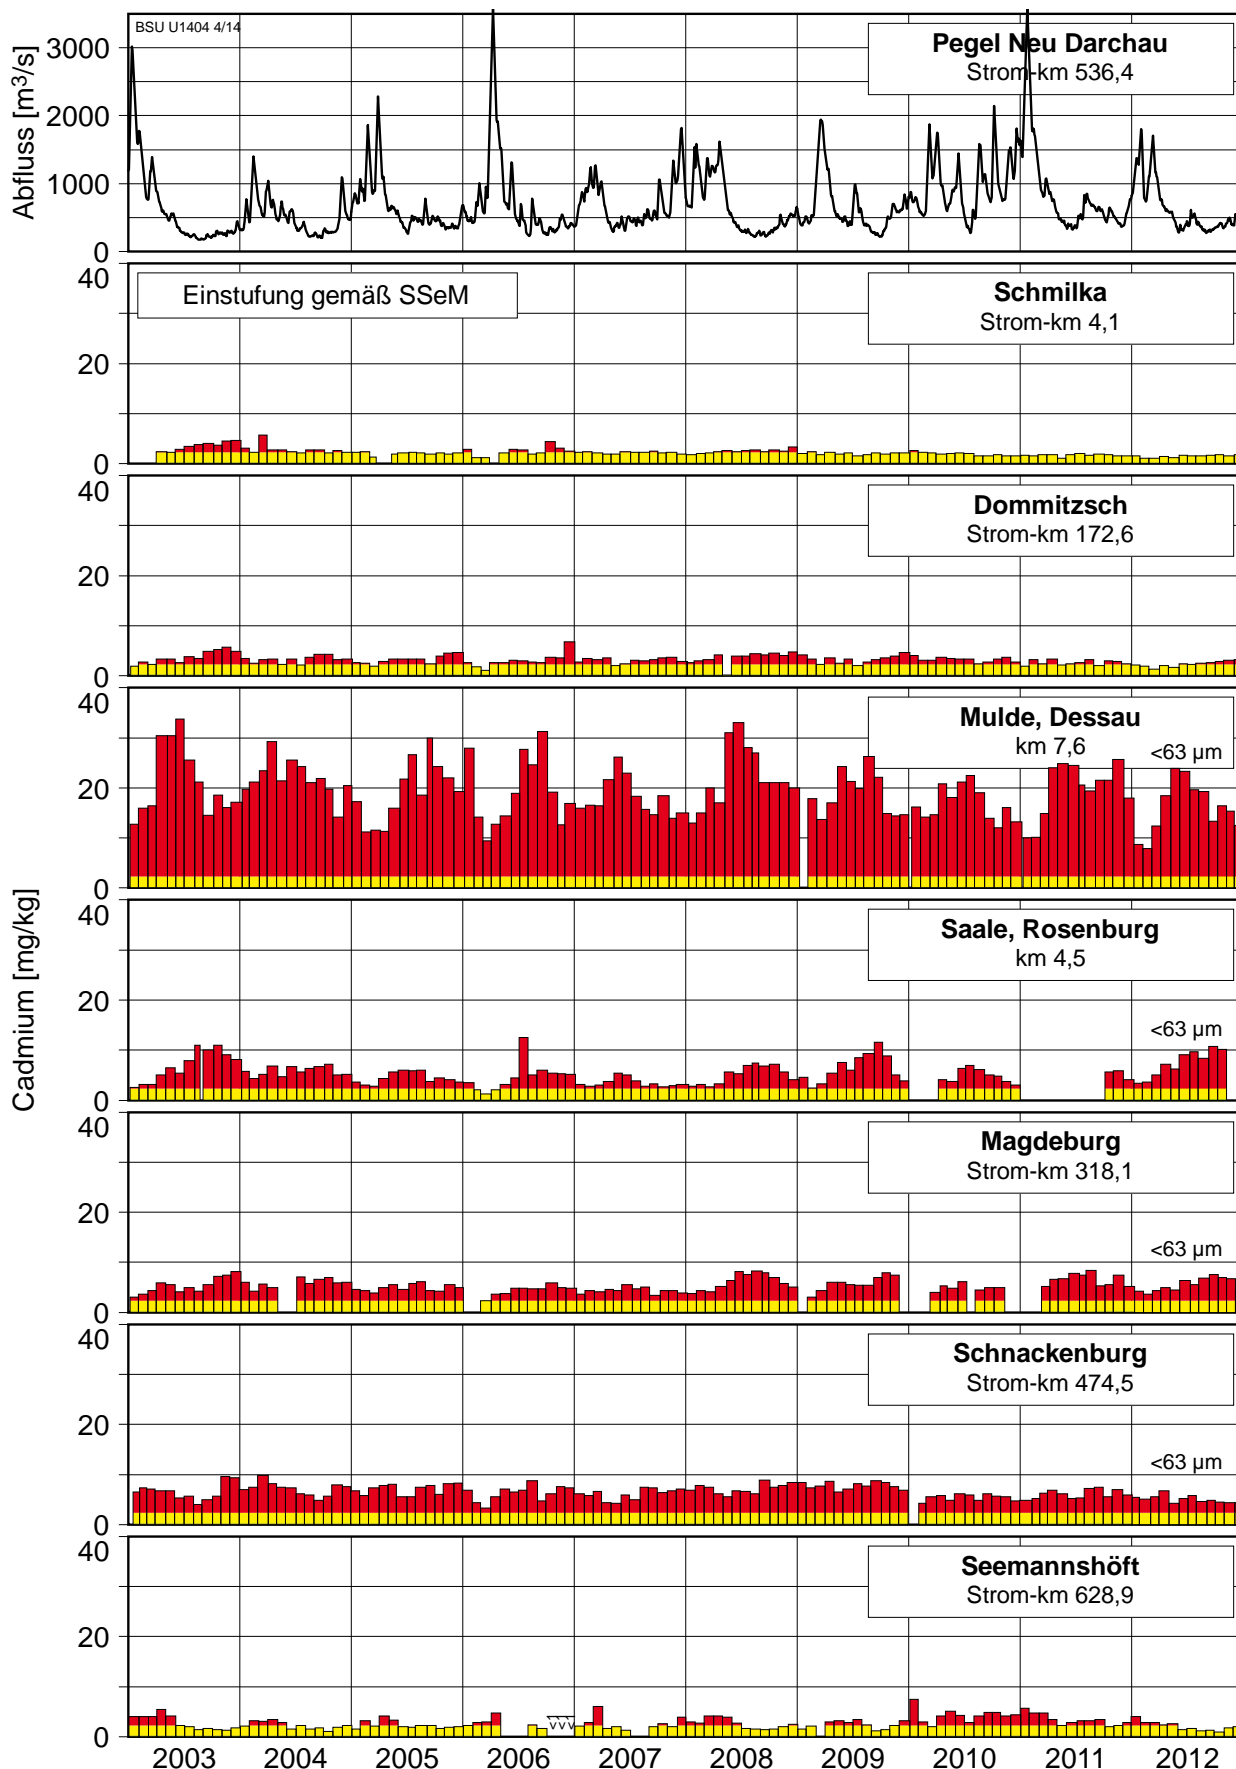 BSU U1404 4/14
Pegel Neu Darchau
Strom-km 536,4
Abfluss [m³/s]
3000
2000
1000
0
Einstufung gemäß SSeM
Schmilka
Strom-km 4,1
40
20
0
Dommitzsch
Strom-km 172,6
40
20
0
Mulde, Dessau
km 7,6
<63 µm
40
20
0
Cadmium [mg/kg]
Saale, Rosenburg
km 4,5
<63 µm
40
20
0
Magdeburg
Strom-km 318,1
<63 µm
40
20
0
Schnackenburg
Strom-km 474,5
<63 µm
40
20
0
Seemannshöft
Strom-km 628,9
40
20
0
2003 2004 2005 2006 2007 2008 2009 2010 2011 2012